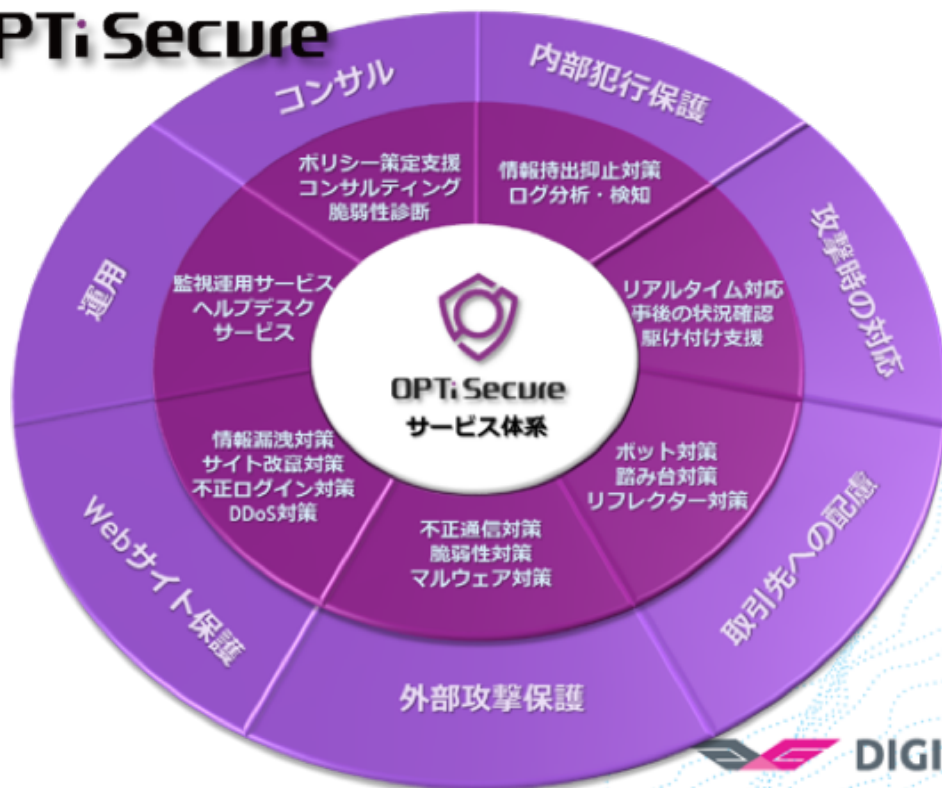 PTi Secure
コンサル
ポリシー策定支援
コンサルティング
脆弱性診断
内部犯行保護
情報持出抑止対策
ログ分析・検知
攻撃時の対応
リアルタイム対応
事後の状況確認
駆け付け支援
取引先への配慮
ボット対策
踏み台対策
リフレクター対策
外部攻撃保護
不正通信対策
脆弱性対策
マルウェア対策
Webサイト保護
情報漏洩対策
サイト改竄対策
不正ログイン対策
DDoS対策
運用
監視運用サービス
ヘルプデスク
サービス
OPTi Secure
サービス体系
DIGI